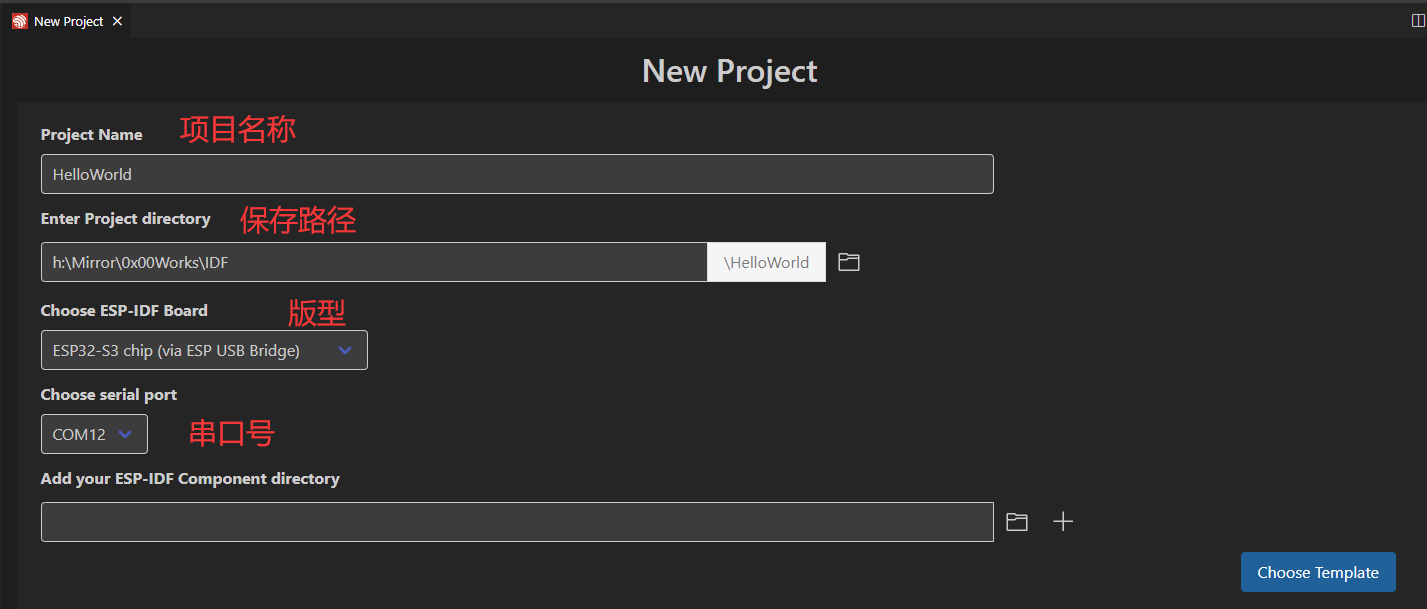 New Project
New Project
Project Name 项目名称
HelloWorld
Enter Project directory 保存路径
h:\Mirror\0x00Works\IDF \HelloWorld
Choose ESP-IDF Board 版型
ESP32-S3 chip (via ESP USB Bridge)
Choose serial port
COM12 串口号
Add your ESP-IDF Component directory
Choose Template